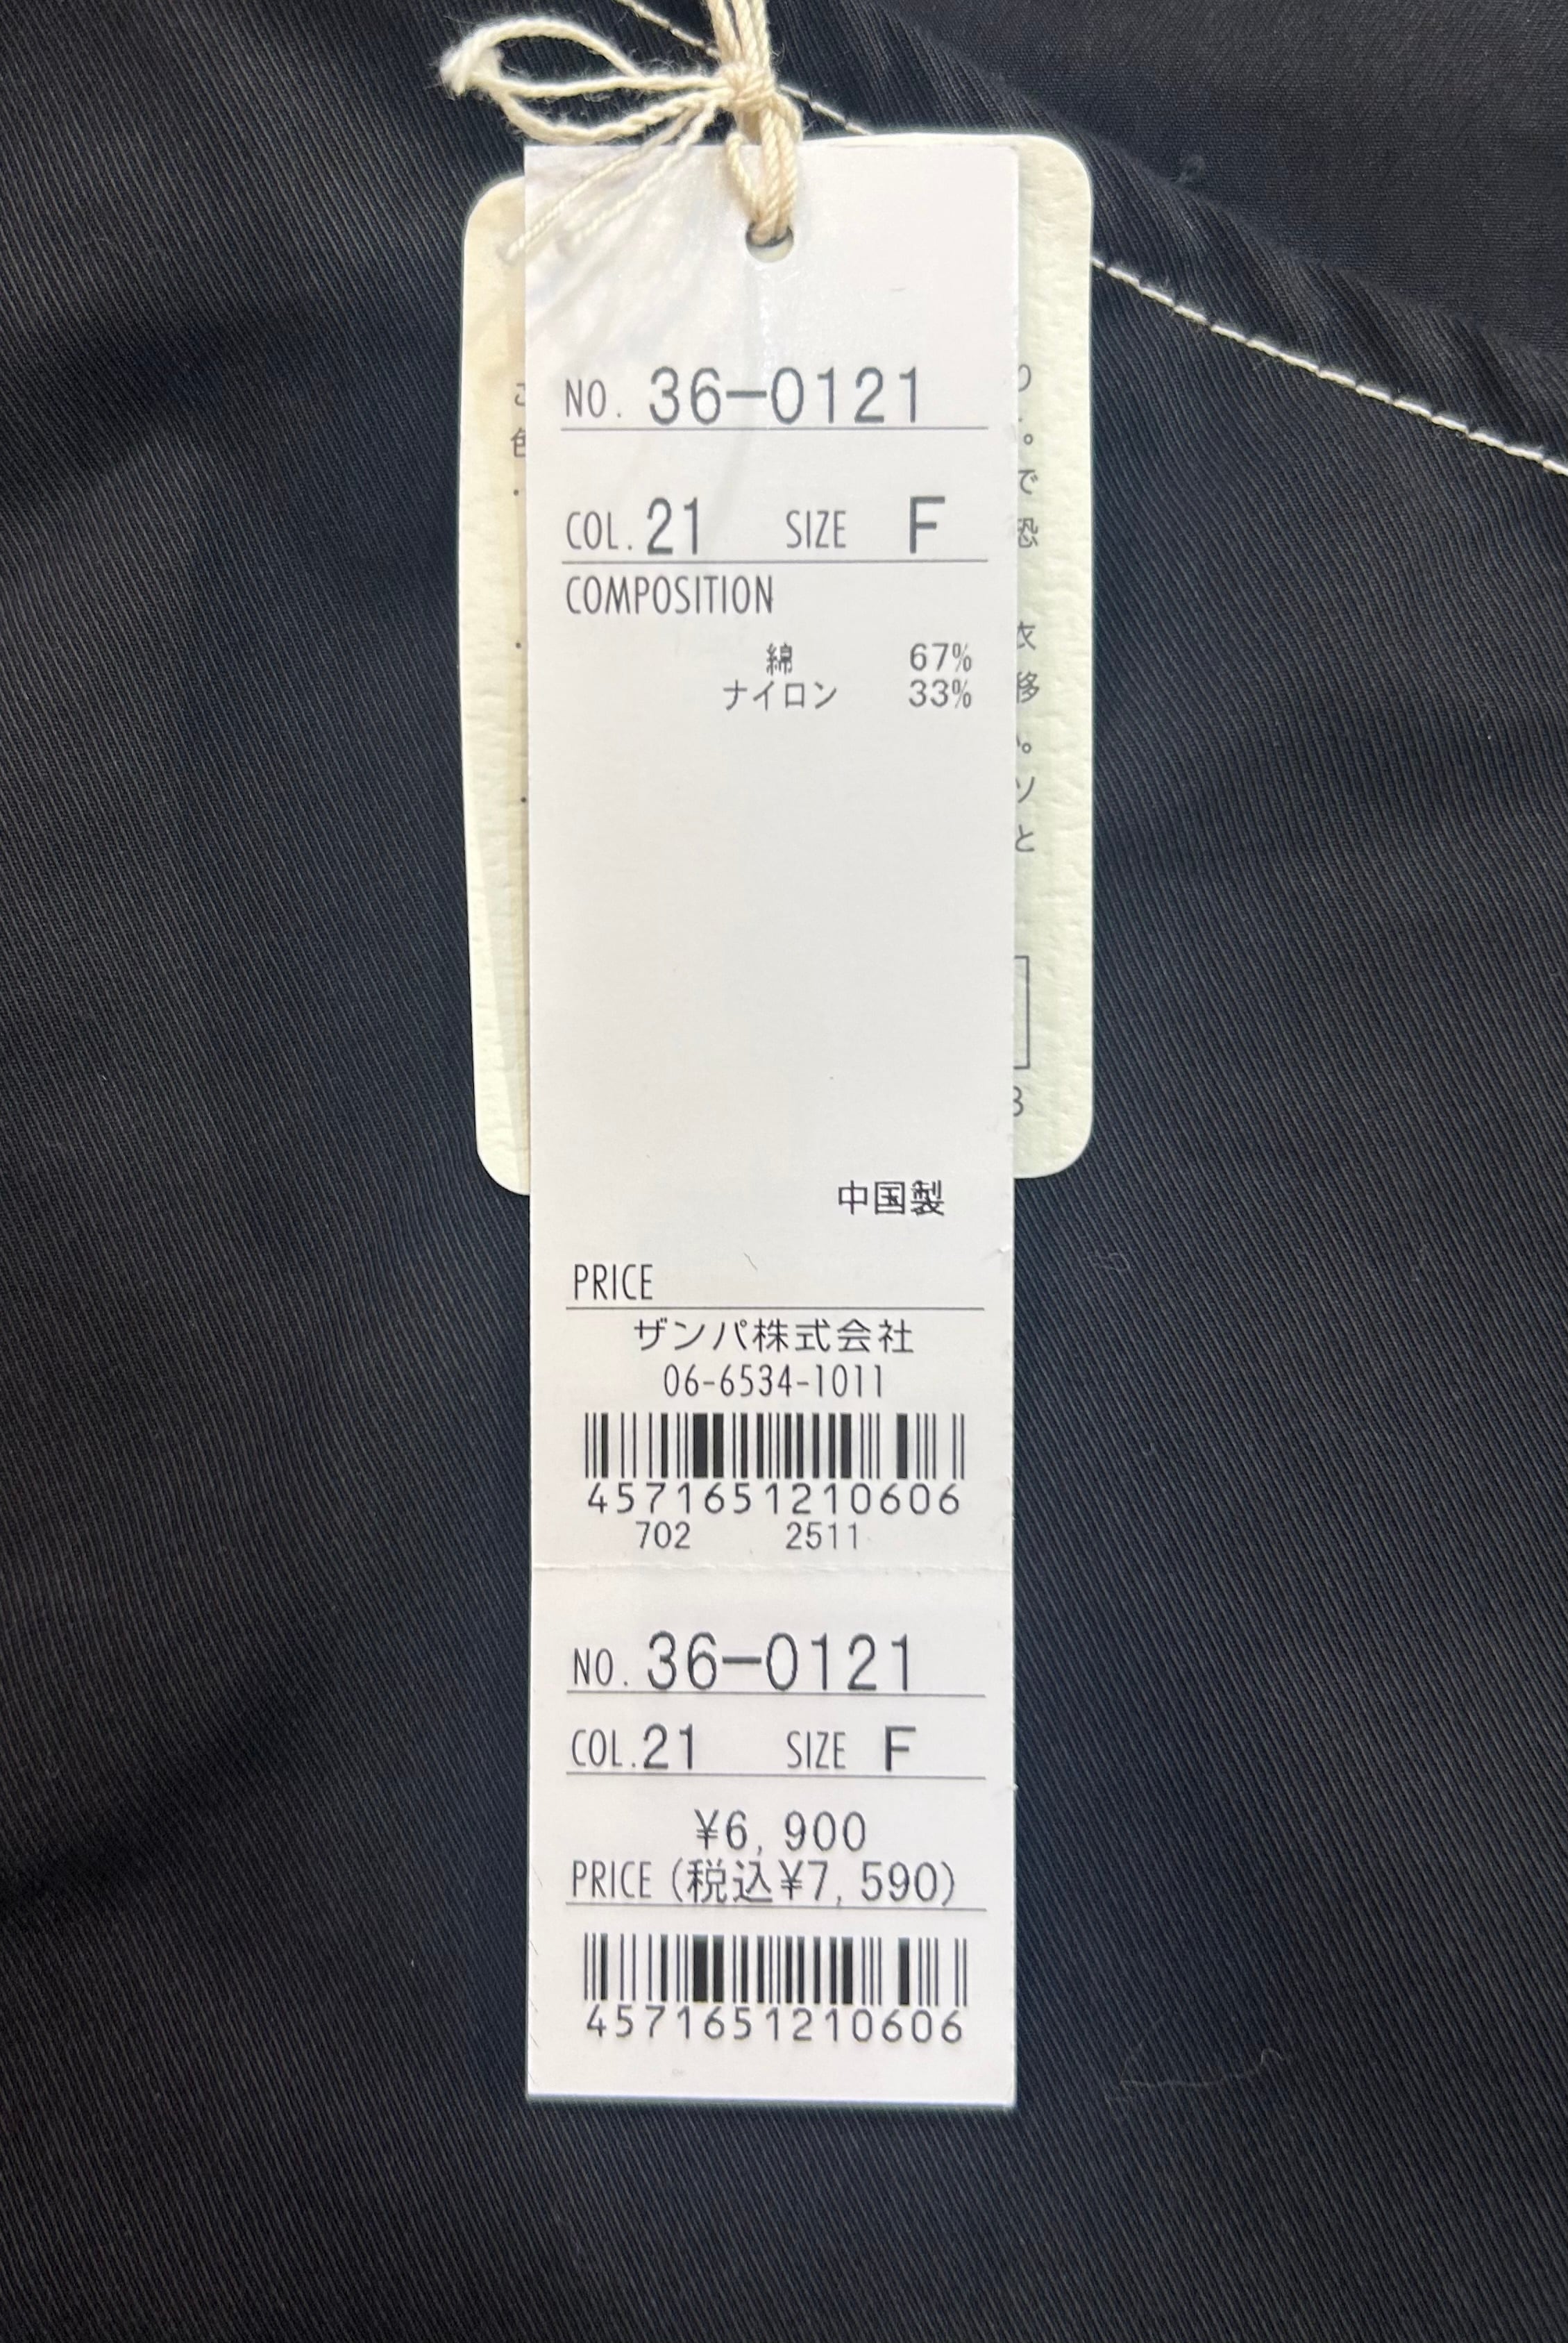 NO. 36-0121
COL. 21 SIZE F
COMPOSITION
綿 67%
ナイロン 33%
中国製
PRICE
ザンパ株式会社
06-6534-1011
4571651210606
702 2511
NO. 36-0121
COL. 21 SIZE F
¥6,900
PRICE (税込¥7,590)
4571651210606